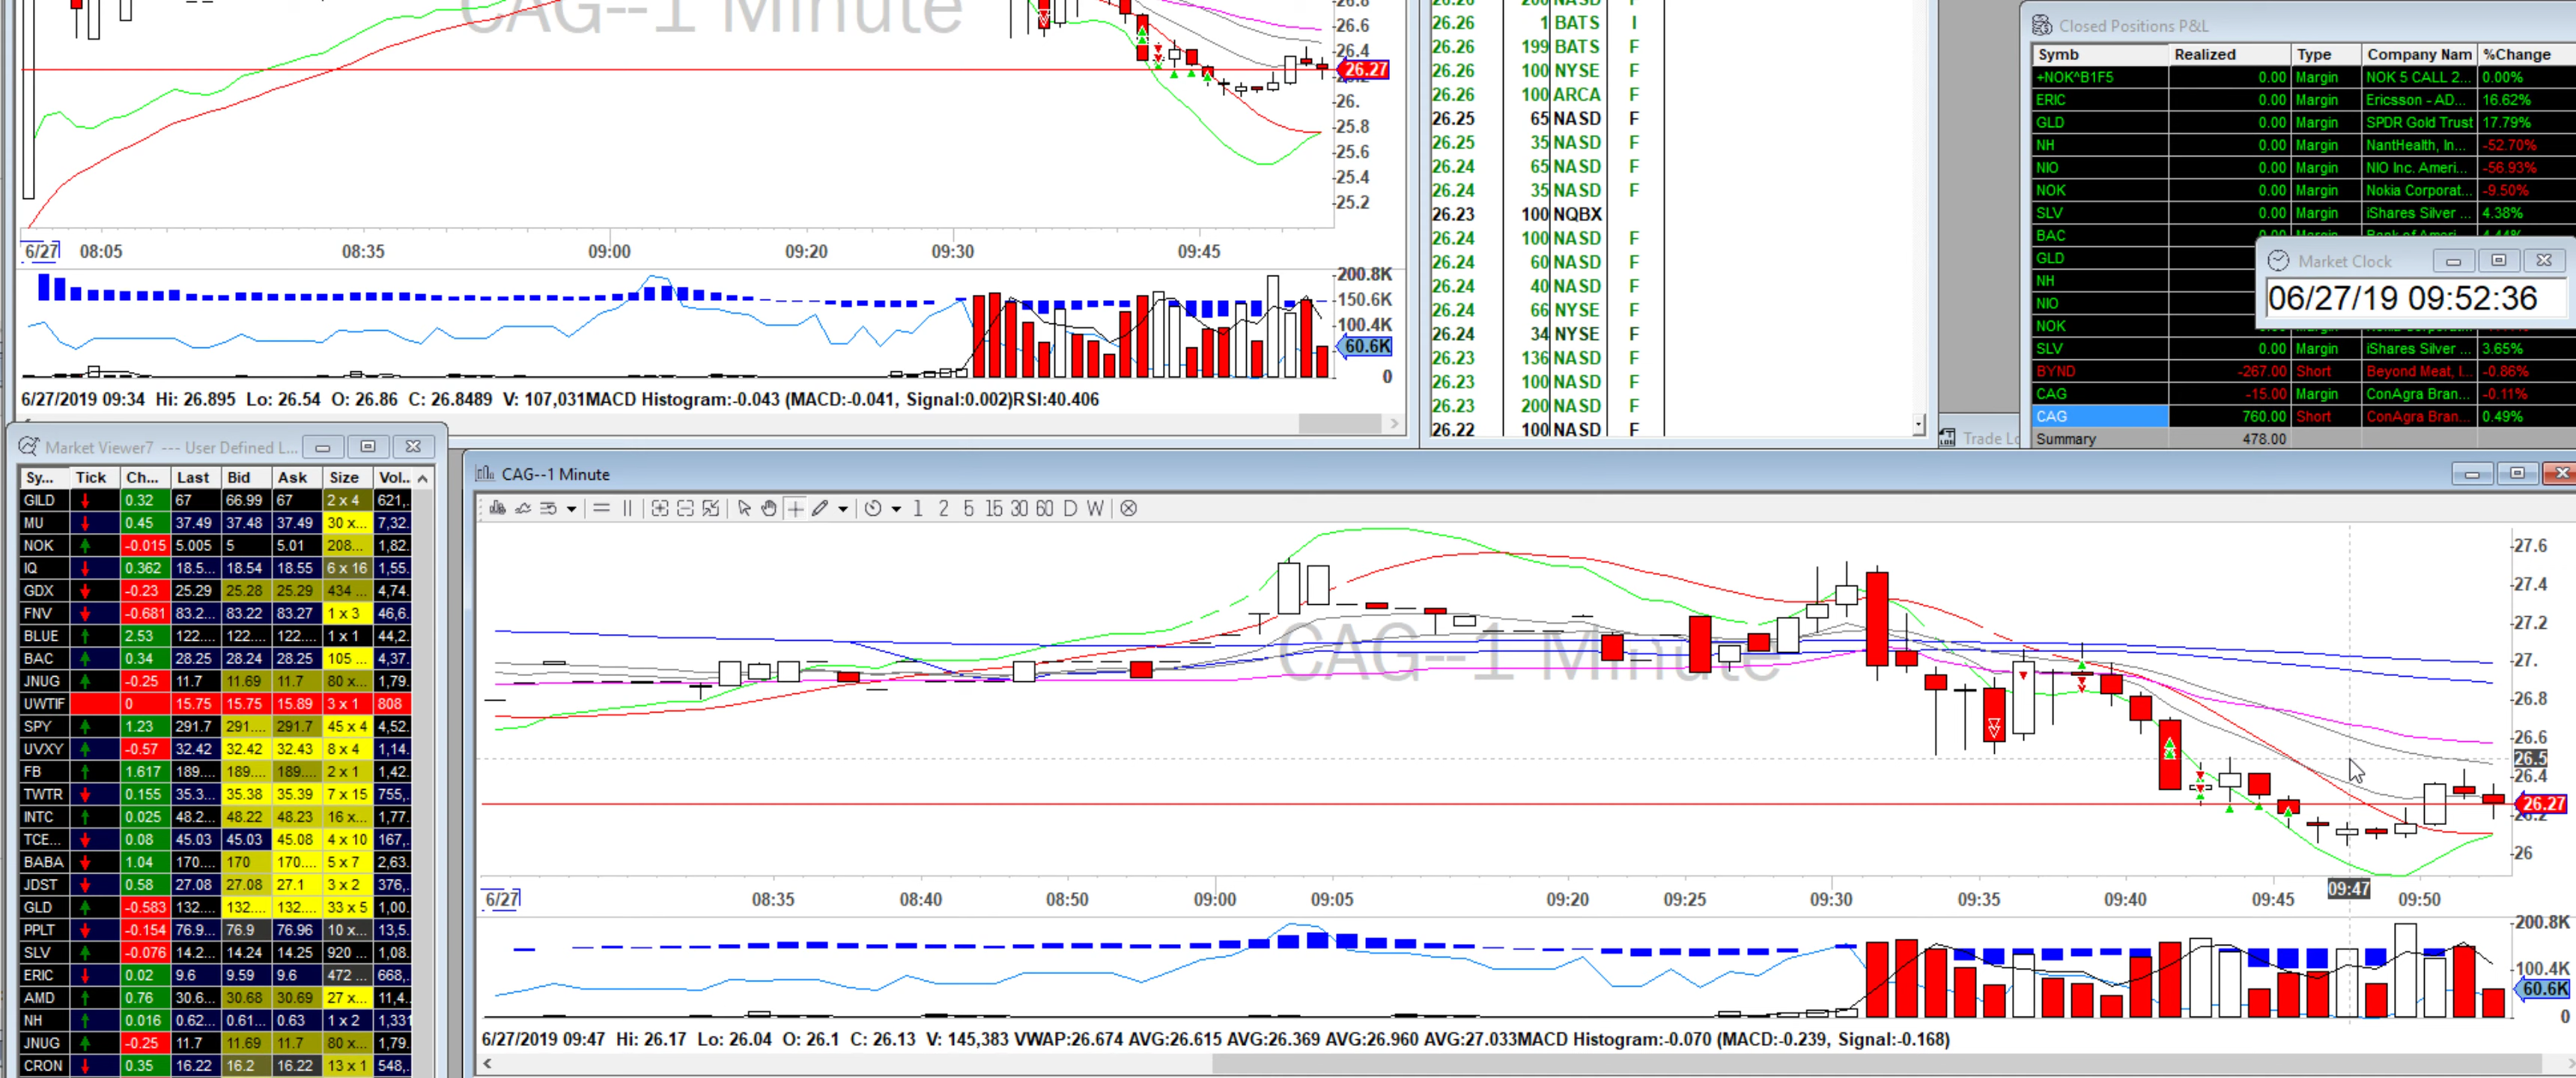 CAG--1 Minute
26.8
26.6
26.4
26.27
26.
25.8
25.6
25.4
25.2
6/27 08:05 08:35 09:00 09:20 09:30 09:45
200.8K
150.6K
100.4K
60.6K
0
6/27/2019 09:34 Hi: 26.895 Lo: 26.54 O: 26.86 C: 26.8489 V: 107,031MACD Histogram:-0.043 (MACD:-0.041, Signal:0.002)RSI:40.406
26.26 200 NASD F
26.26 1 BATS I
26.26 199 BATS F
26.26 100 NYSE F
26.26 100 ARCA F
26.25 65 NASD F
26.25 35 NASD F
26.24 65 NASD F
26.24 35 NASD F
26.23 100 NQBX
26.24 100 NASD F
26.24 60 NASD F
26.24 40 NASD F
26.24 66 NYSE F
26.24 34 NYSE F
26.23 136 NASD F
26.23 100 NASD F
26.23 200 NASD F
26.22 100 NASD F
Trade Lo
Closed Positions P&L
Symb Realized Type Company Nam %Change
+NOK^B1F5 0.00 Margin NOK 5 CALL 2... 0.00%
ERIC 0.00 Margin Ericsson - AD... 16.62%
GLD 0.00 Margin SPDR Gold Trust 17.79%
NH 0.00 Margin NantHealth, In... -52.70%
NIO 0.00 Margin NIO Inc. Ameri... -56.93%
NOK 0.00 Margin Nokia Corporat... -9.50%
SLV 0.00 Margin iShares Silver ... 4.38%
BAC
GLD
NH
NIO
NOK
SLV 0.00 Margin iShares Silver ... 3.65%
BYND -267.00 Short Beyond Meat, I... -0.86%
CAG -15.00 Margin ConAgra Bran... -0.11%
CAG 760.00 Short ConAgra Bran... 0.49%
Summary 478.00
Market Clock
06/27/19 09:52:36
Market Viewer7 --- User Defined L...
Sy... Tick Ch... Last Bid Ask Size Vol..
GILD 0.32 67 66.99 67 2 x 4 621,.
MU 0.45 37.49 37.48 37.49 30 x... 7,32.
NOK -0.015 5.005 5 5.01 208... 1,82.
IQ 0.362 18.5... 18.54 18.55 6 x 16 1,55.
GDX -0.23 25.29 25.28 25.29 434 ... 4,74.
FNV -0.681 83.2... 83.22 83.27 1 x 3 46,6.
BLUE 2.53 122.... 122.... 122.... 1 x 1 44,2.
BAC 0.34 28.25 28.24 28.25 105 ... 4,37.
JNUG -0.25 11.7 11.69 11.7 80 x... 1,79.
UWTIF 0 15.75 15.75 15.89 3 x 1 808
SPY 1.23 291.7 291.... 291.7 45 x 4 4,52.
UVXY -0.57 32.42 32.42 32.43 8 x 4 1,14.
FB 1.617 189.... 189.... 189.... 2 x 1 1,42.
TWTR 0.155 35.3... 35.38 35.39 7 x 15 755,.
INTC 0.025 48.2... 48.22 48.23 16 x... 1,77.
TCE... 0.08 45.03 45.03 45.08 4 x 10 167,.
BABA 1.04 170.... 170 170.... 5 x 7 2,63.
JDST 0.58 27.08 27.08 27.1 3 x 2 376,.
GLD -0.583 132.... 132.... 132.... 33 x 5 1,00.
PPLT -0.154 76.9... 76.9 76.96 10 x... 13,5.
SLV -0.076 14.2... 14.24 14.25 920 ... 1,08.
ERIC 0.02 9.6 9.59 9.6 472 ... 668,.
AMD 0.76 30.6... 30.68 30.69 27 x... 11,4..
NH 0.016 0.62... 0.61... 0.63 1 x 2 1,331
JNUG -0.25 11.7 11.69 11.7 80 x... 1,79.
CRON 0.35 16.22 16.2 16.22 13 x 1 548,.
CAG--1 Minute
1 2 5 15 30 60 D W
CAG--1 Minute
27.6
27.4
27.2
27.
26.8
26.6
26.5
26.4
26.27
26.2
26
6/27 08:35 08:40 08:50 09:00 09:05 09:20 09:25 09:30 09:35 09:40 09:45 09:47 09:50
200.8K
100.4K
60.6K
0
6/27/2019 09:47 Hi: 26.17 Lo: 26.04 O: 26.1 C: 26.13 V: 145,383 VWAP:26.674 AVG:26.615 AVG:26.369 AVG:26.960 AVG:27.033MACD Histogram:-0.070 (MACD:-0.239, Signal:-0.168)